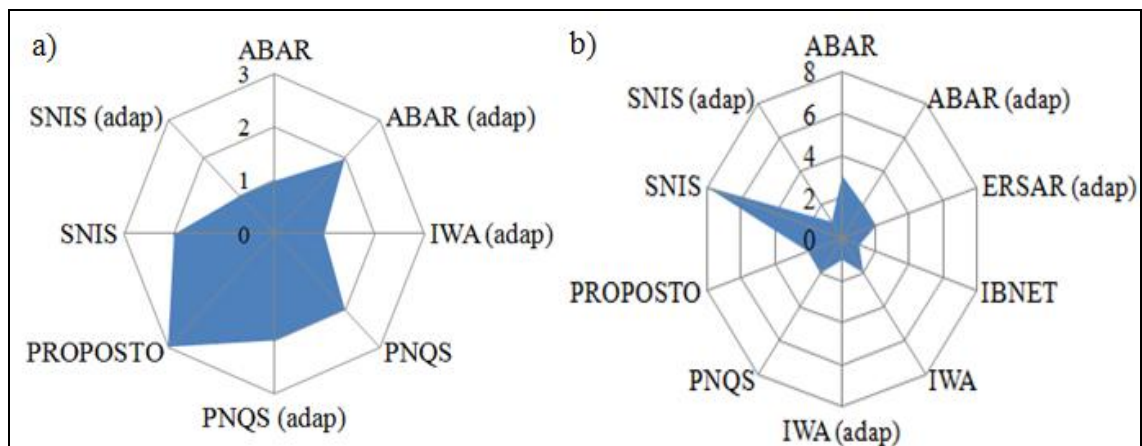 a)
ABAR
3
ABAR (adap)
2
1
0
IWA (adap)
PNQS
PNQS (adap)
PROPOSTO
SNIS
SNIS (adap)
b)
ABAR
8
ABAR (adap)
6
4
2
0
ERSAR (adap)
IBNET
IWA
IWA (adap)
PNQS
PROPOSTO
SNIS
SNIS (adap)